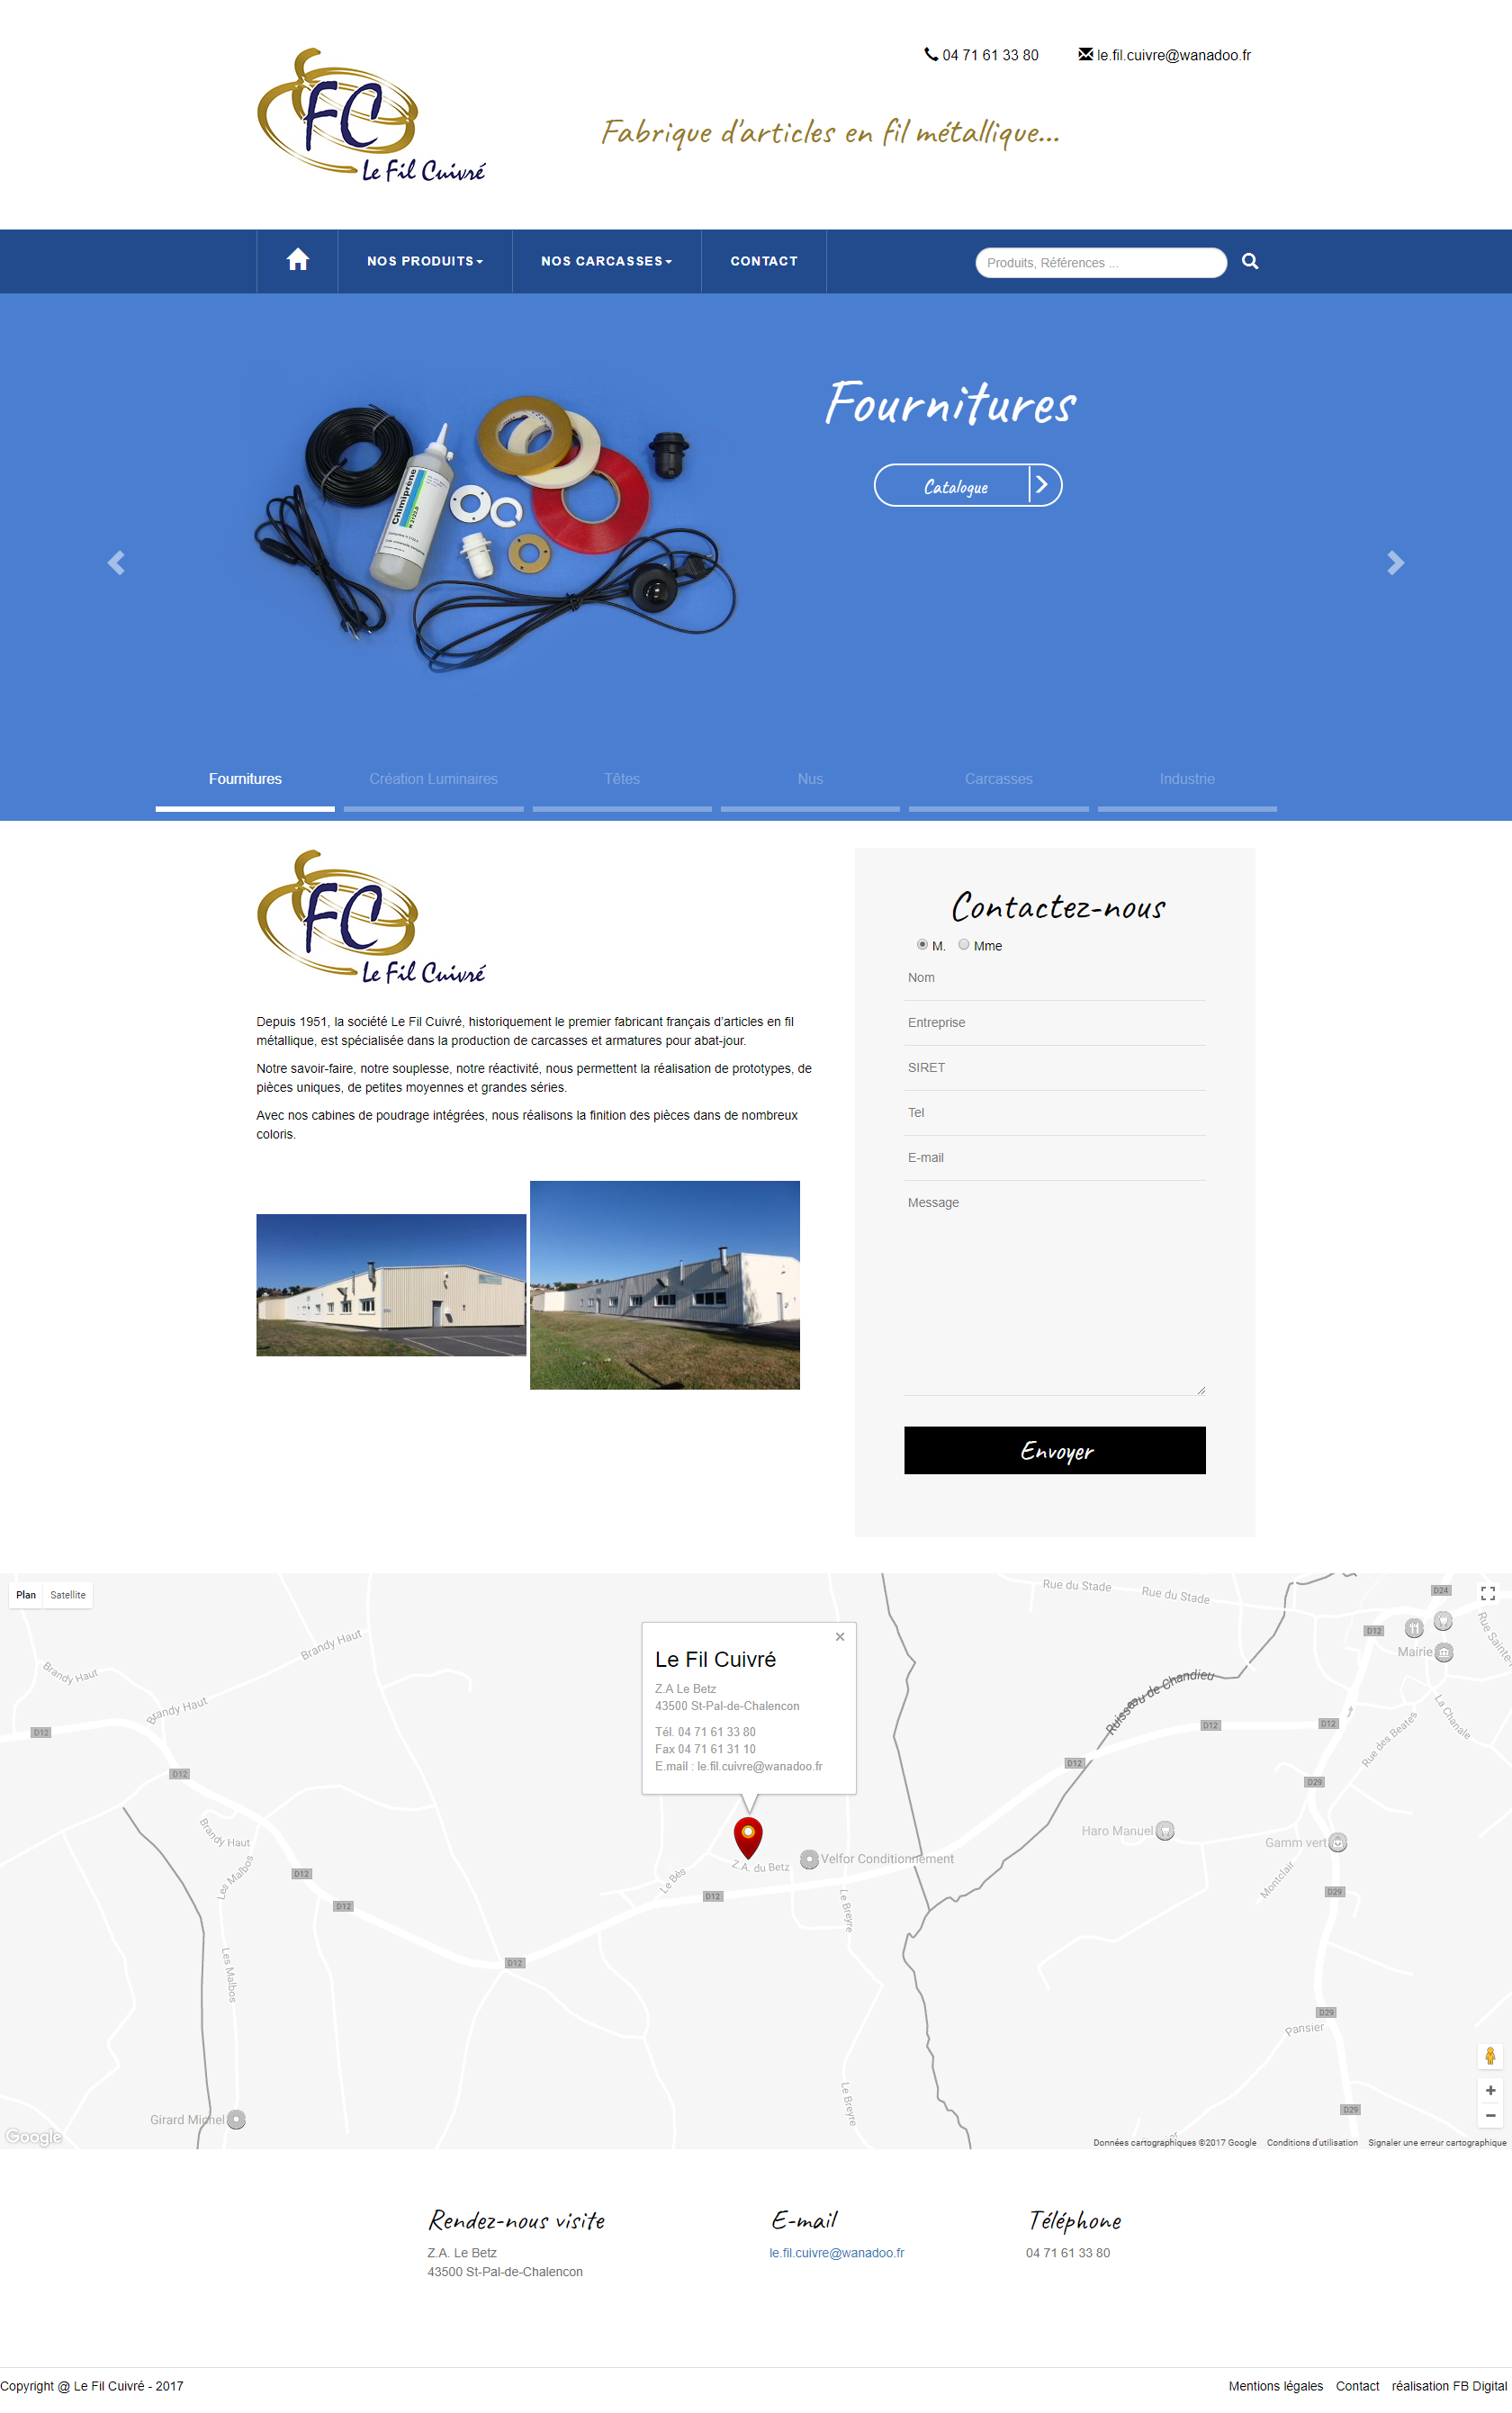 04 71 61 33 80
le.fil.cuivre@wanadoo.fr
FC
Le Fil Cuivré
Fabrique d'articles en fil métallique...
NOS PRODUITS
NOS CARCASSES
CONTACT
Produits, Références ...
Fournitures
Catalogue
Chimiprène
Fournitures
Création Luminaires
Têtes
Nus
Carcasses
Industrie
FC
Le Fil Cuivré
Depuis 1951, la société Le Fil Cuivré, historiquement le premier fabricant français d'articles en fil
métallique, est spécialisée dans la production de carcasses et armatures pour abat-jour.
Notre savoir-faire, notre souplesse, notre réactivité, nous permettent la réalisation de prototypes, de
pièces uniques, de petites moyennes et grandes séries.
Avec nos cabines de poudrage intégrées, nous réalisons la finition des pièces dans de nombreux
coloris.
Contactez-nous
M. Mme
Nom
Entreprise
SIRET
Tel
E-mail
Message
Envoyer
Plan
Satellite
Le Fil Cuivré
Z.A Le Betz
43500 St-Pal-de-Chalencon
Tél. 04 71 61 33 80
Fax 04 71 61 31 10
E.mail : le.fil.cuivre@wanadoo.fr
Rue du Stade
Rue du Stade
D24
D12
Rue Sainte-
Mairie
Brandy Haut
Brandy Haut
Brandy Haut
Ruisseau de Chandieu
La Chanale
Rue des Beates
D12
D12
D12
D12
D12
D29
Brandy Haut
Haro Manuel
Gamm vert
Les Malbos
Velfor Conditionnement
Z.A. du Betz
Le Bès
D12
D12
D12
Montclair
D29
Le Breyre
Les Malbos
D12
D29
Pansier
Le Breyre
D29
Girard Michel
Google
Données cartographiques ©2017 Google
Conditions d'utilisation
Signaler une erreur cartographique
Rendez-nous visite
Z.A. Le Betz
43500 St-Pal-de-Chalencon
E-mail
le.fil.cuivre@wanadoo.fr
Téléphone
04 71 61 33 80
Copyright @ Le Fil Cuivré - 2017
Mentions légales
Contact
réalisation FB Digital